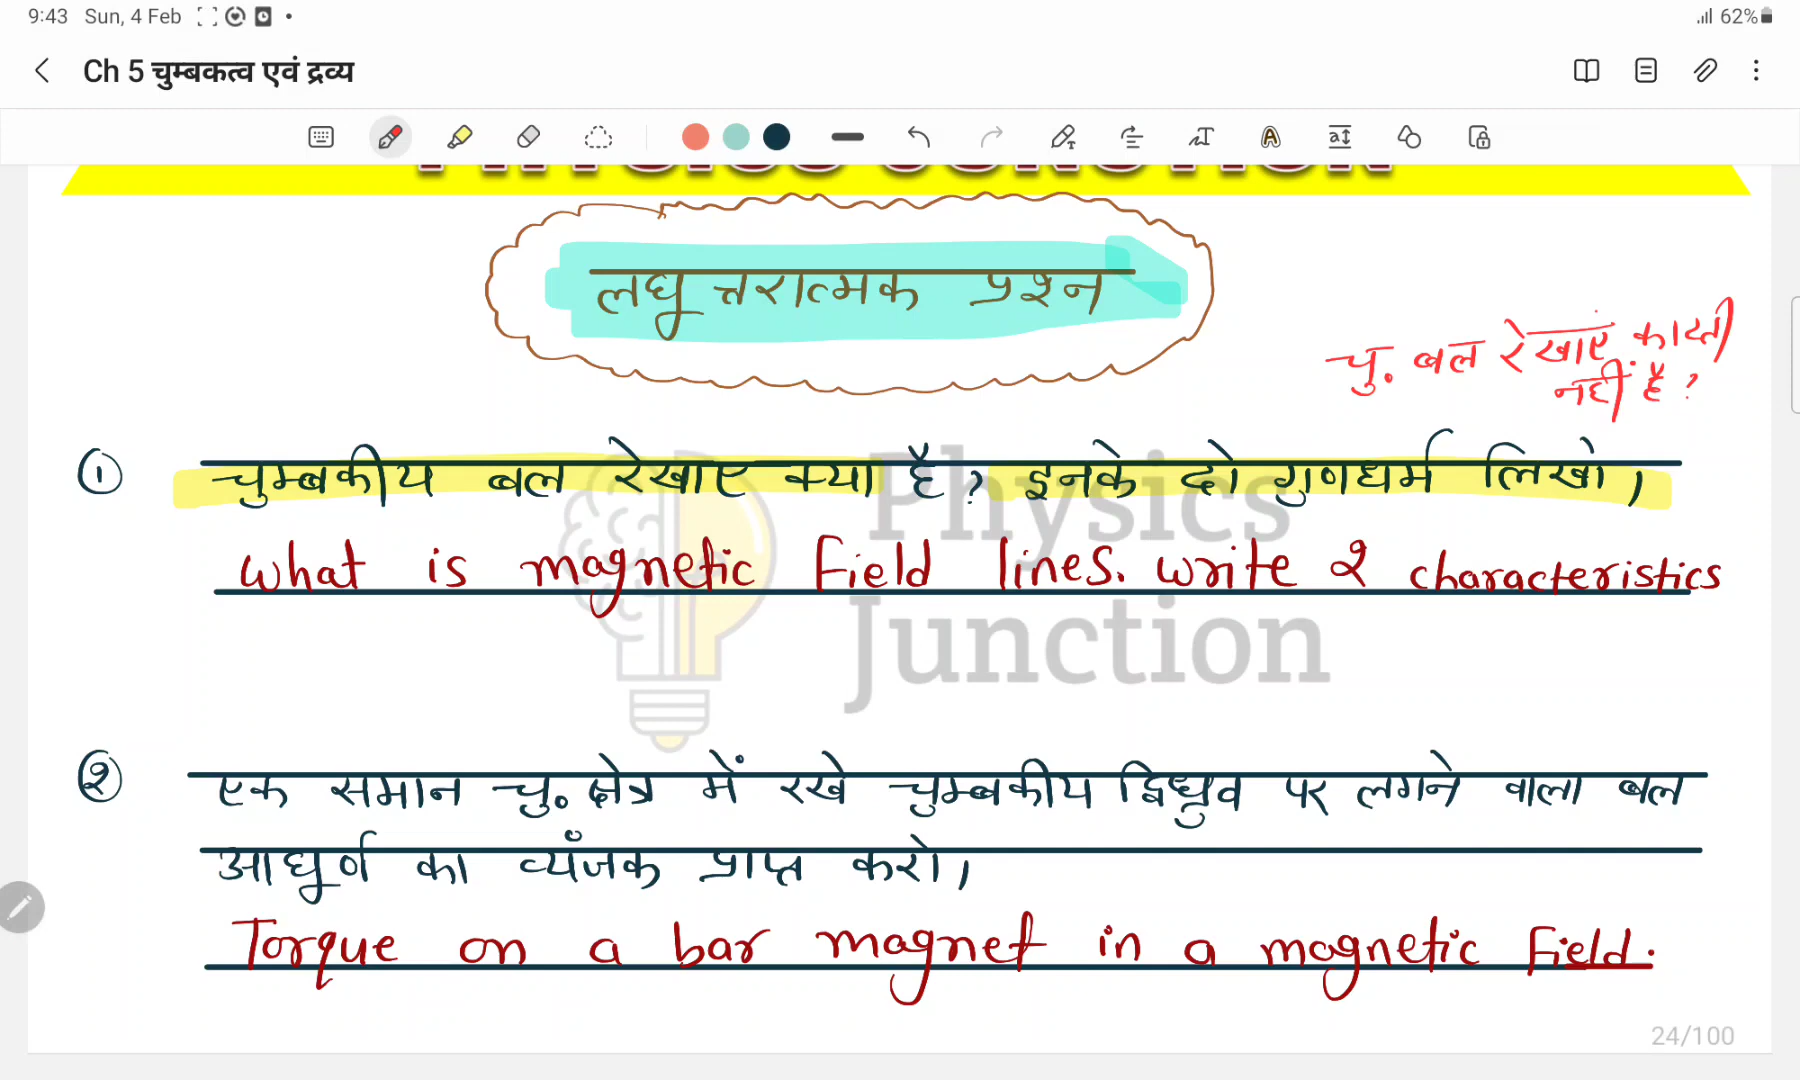 9:43 Sun, 4 Feb
62%
Ch 5 चुम्बकत्व एवं द्रव्य
लघूत्तरात्मक प्रश्न
चु. बल रेखाएं काटती
नहीं है?
① चुम्बकीय बल रेखाए क्या है? इनके दो गुणधर्म लिखो।
What is magnetic Field lines. write 2 characteristics
Physics
Junction
② एक समान चु. क्षेत्र में रखे चुम्बकीय द्विध्रुव पर लगने वाला बल
आघूर्ण का व्यंजक प्राप्त करो।
Torque on a bar magnet in a magnetic Field.
24/100